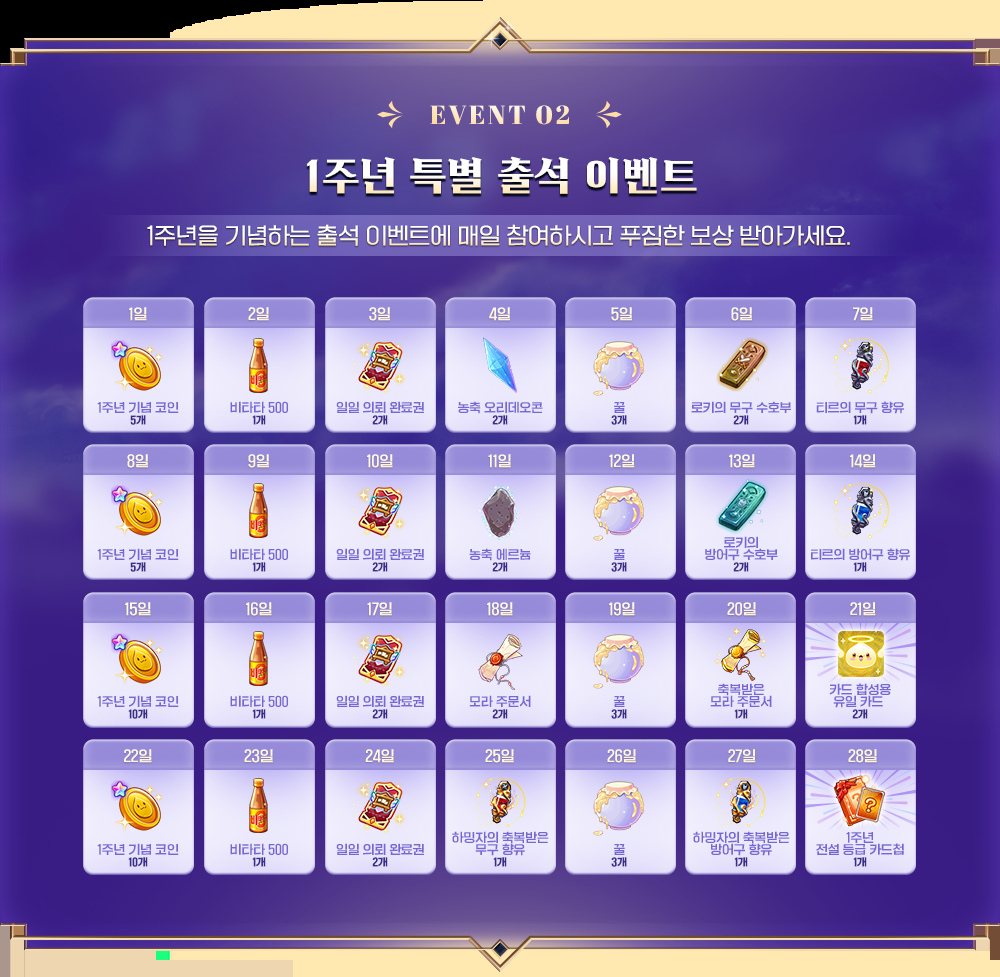 EVENT 02
1주년 특별 출석 이벤트
1주년을 기념하는 출석 이벤트에 매일 참여하시고 푸짐한 보상 받아가세요.
1일
1주년 기념 코인
5개
2일
비타타 500
1개
3일
일일 의뢰 완료권
2개
4일
농축 오리데오콘
2개
5일
꿀
3개
6일
로키의 무구 수호부
2개
7일
티르의 무구 향유
1개
8일
1주년 기념 코인
5개
9일
비타타 500
1개
10일
일일 의뢰 완료권
2개
11일
농축 에르늄
2개
12일
꿀
3개
13일
로키의
방어구 수호부
2개
14일
티르의 방어구 향유
1개
15일
1주년 기념 코인
10개
16일
비타타 500
1개
17일
일일 의뢰 완료권
2개
18일
모라 주문서
2개
19일
꿀
3개
20일
축복받은
모라 주문서
1개
21일
카드 합성용
유일 카드
2개
22일
1주년 기념 코인
10개
23일
비타타 500
1개
24일
일일 의뢰 완료권
2개
25일
하밍자의 축복받은
무구 향유
1개
26일
꿀
3개
27일
하밍자의 축복받은
방어구 향유
1개
28일
?
1주년
전설 등급 카드첩
1개